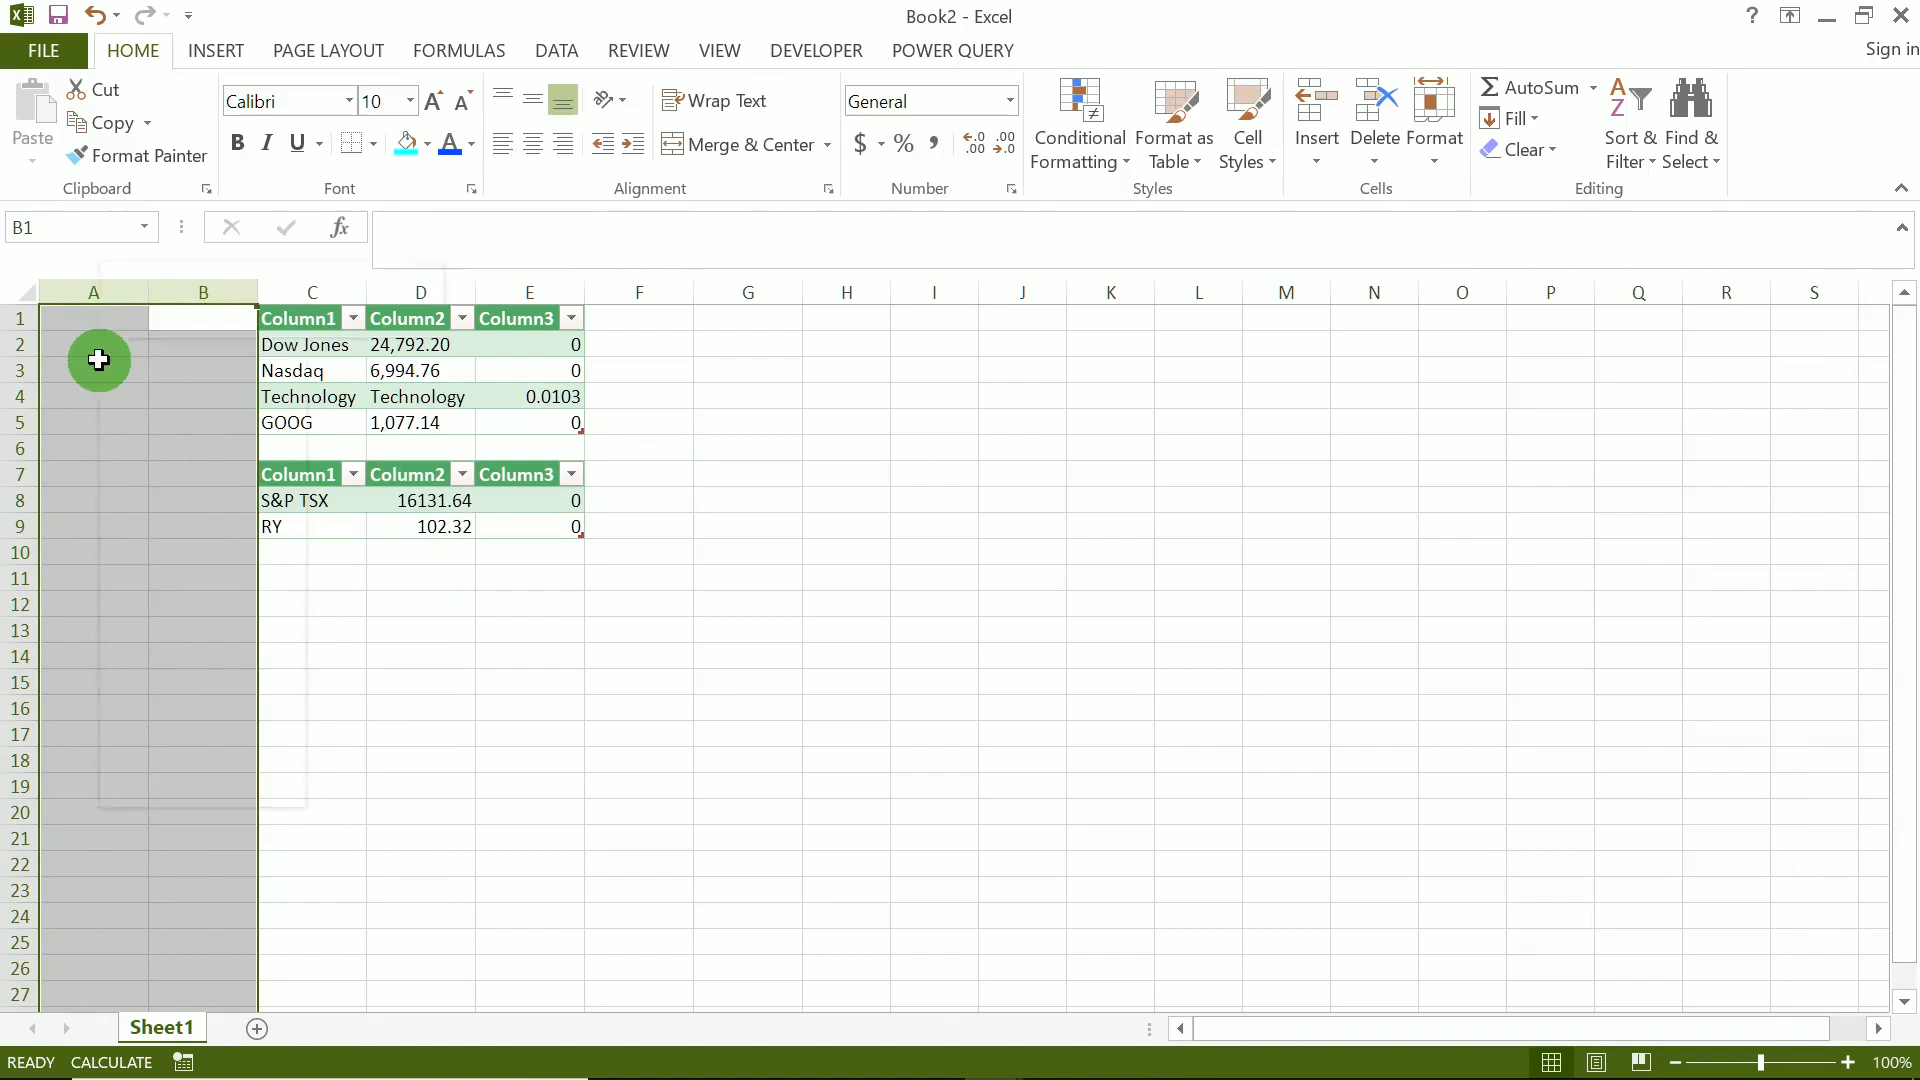 Book2 - Excel
?
Sign in
FILE HOME INSERT PAGE LAYOUT FORMULAS DATA REVIEW VIEW DEVELOPER POWER QUERY
Paste
Cut
Copy
Format Painter
Clipboard
Calibri 10 A A
B I U A
Font
Wrap Text
Merge & Center
Alignment
General
$ % , .0 .00 .00 .0
Number
Conditional Formatting
Format as Table
Cell Styles
Styles
Insert Delete Format
Cells
AutoSum
Fill
Clear
A Z
Sort & Filter
Find & Select
Editing
B1 fx
A B C D E F G H I J K L M N O P Q R S
1 Column1 Column2 Column3
2 Dow Jones 24,792.20 0
3 Nasdaq 6,994.76 0
4 Technology Technology 0.0103
5 GOOG 1,077.14 0
6
7 Column1 Column2 Column3
8 S&P TSX 16131.64 0
9 RY 102.32 0
10
11
12
13
14
15
16
17
18
19
20
21
22
23
24
25
26
27
Sheet1
READY CALCULATE 100%